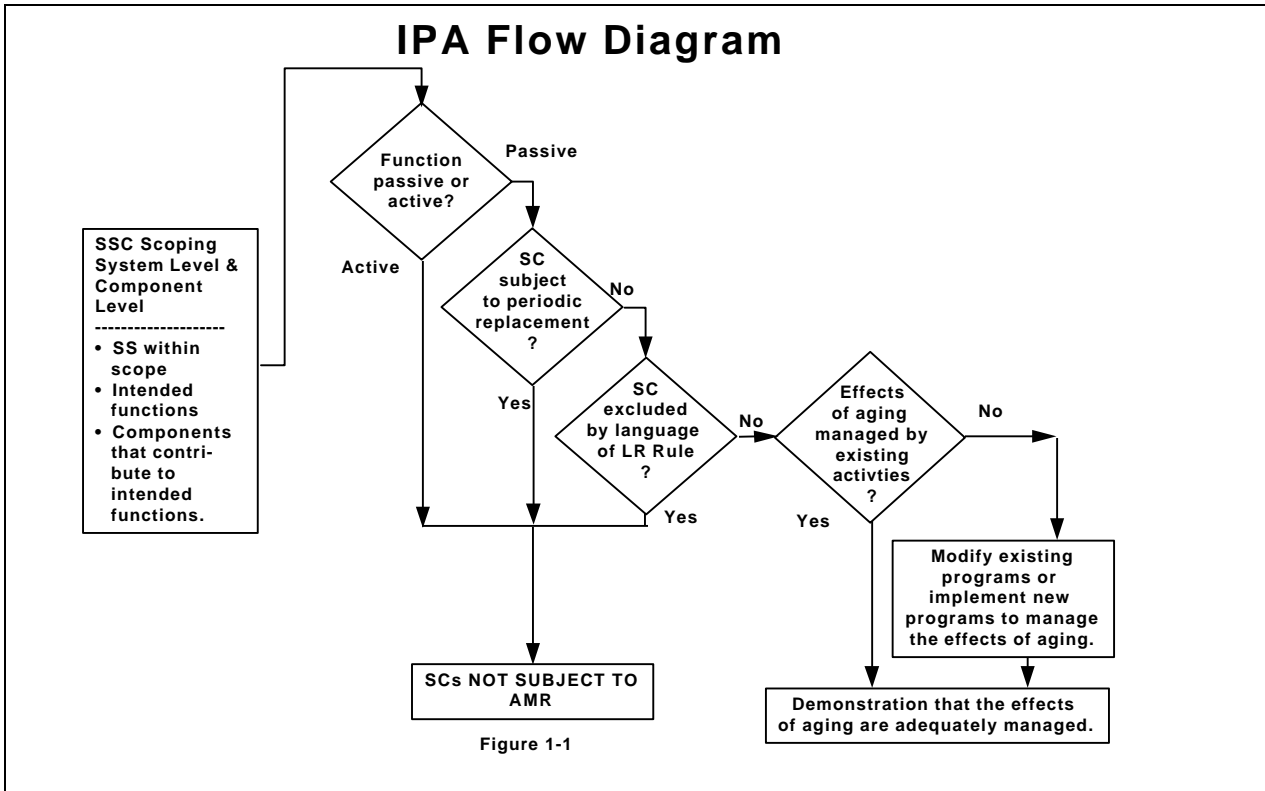 IPA Flow Diagram
SSC Scoping
System Level &
Component
Level
--------------------
• SS within
scope
• Intended
functions
• Components
that contri-
bute to
intended
functions.
Function
passive or
active?
Passive
Active
SC
subject
to periodic
replacement
?
No
Yes
SC
excluded
by language
of LR Rule
?
No
Yes
Effects
of aging
managed by
existing
activties
?
No
Yes
Modify existing
programs or
implement new
programs to manage
the effects of aging.
SCs NOT SUBJECT TO
AMR
Demonstration that the effects
of aging are adequately managed.
Figure 1-1